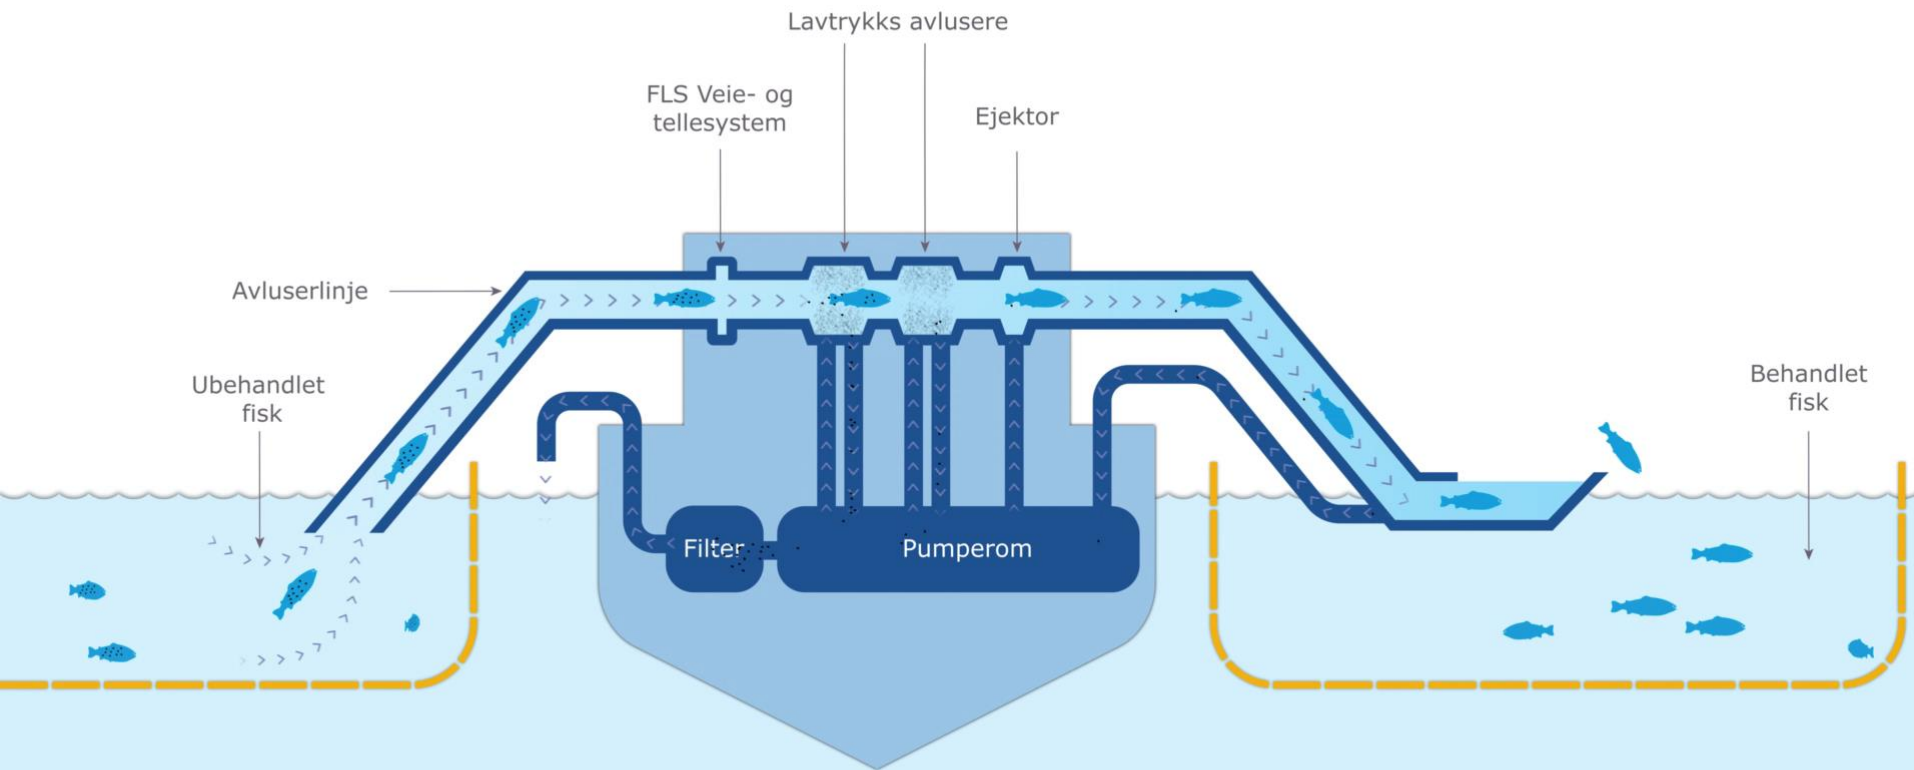 Lavtrykks avlusere
FLS Veie- og
tellesystem
Ejektor
Avluserlinje
Ubehandlet
fisk
Behandlet
fisk
Filter
Pumperom